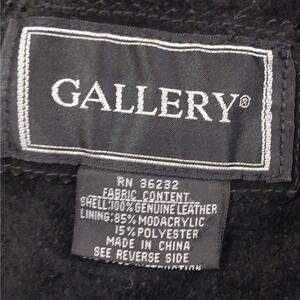 GALLERY®
RN 36232
FABRIC CONTENT
SHELL:100% GENUINE LEATHER
LINING:85% MODACRYLIC
15% POLYESTER
MADE IN CHINA
SEE REVERSE SIDE
INSTRUCTION